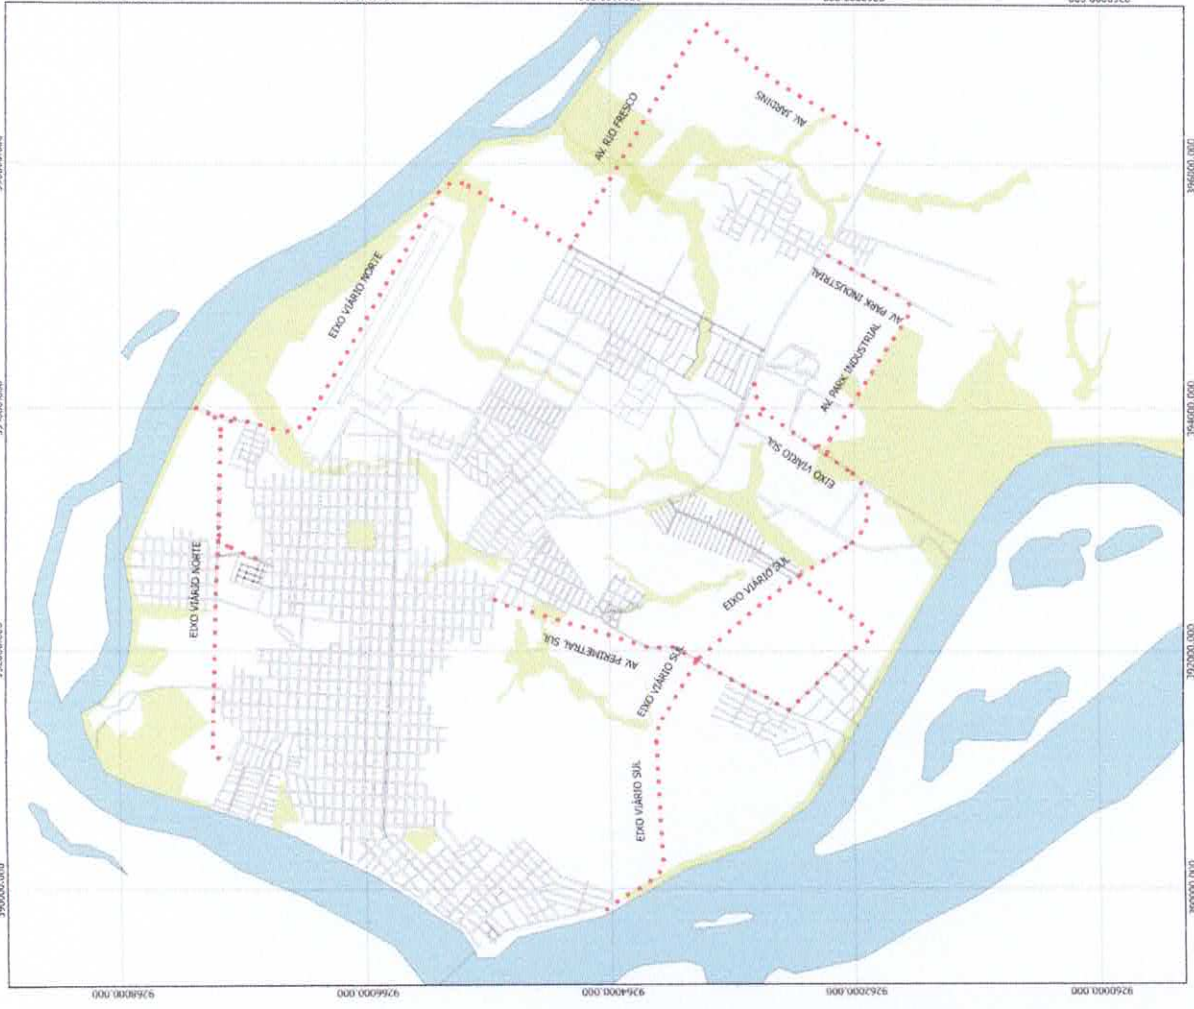 AV. JARDINS
AV. RIO FRESCO
EIXO VIÁRIO NORTE
AV. PARK INDUSTRIAL
AV. PARK INDUSTRIAL
EIXO VIÁRIO SUL
EIXO VIÁRIO NORTE
EIXO VIÁRIO SUL
AV. PERIMETRAL SUL
EIXO VIÁRIO SUL
EIXO VIÁRIO SUL
396000.000
394000.000
392000.000
390000.000
9268000.000
9266000.000
9264000.000
9262000.000
9260000.000